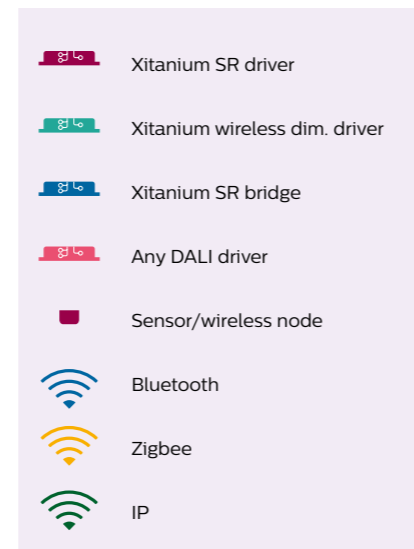 Xitanium SR driver
Xitanium wireless dim. driver
Xitanium SR bridge
Any DALI driver
Sensor/wireless node
Bluetooth
Zigbee
IP